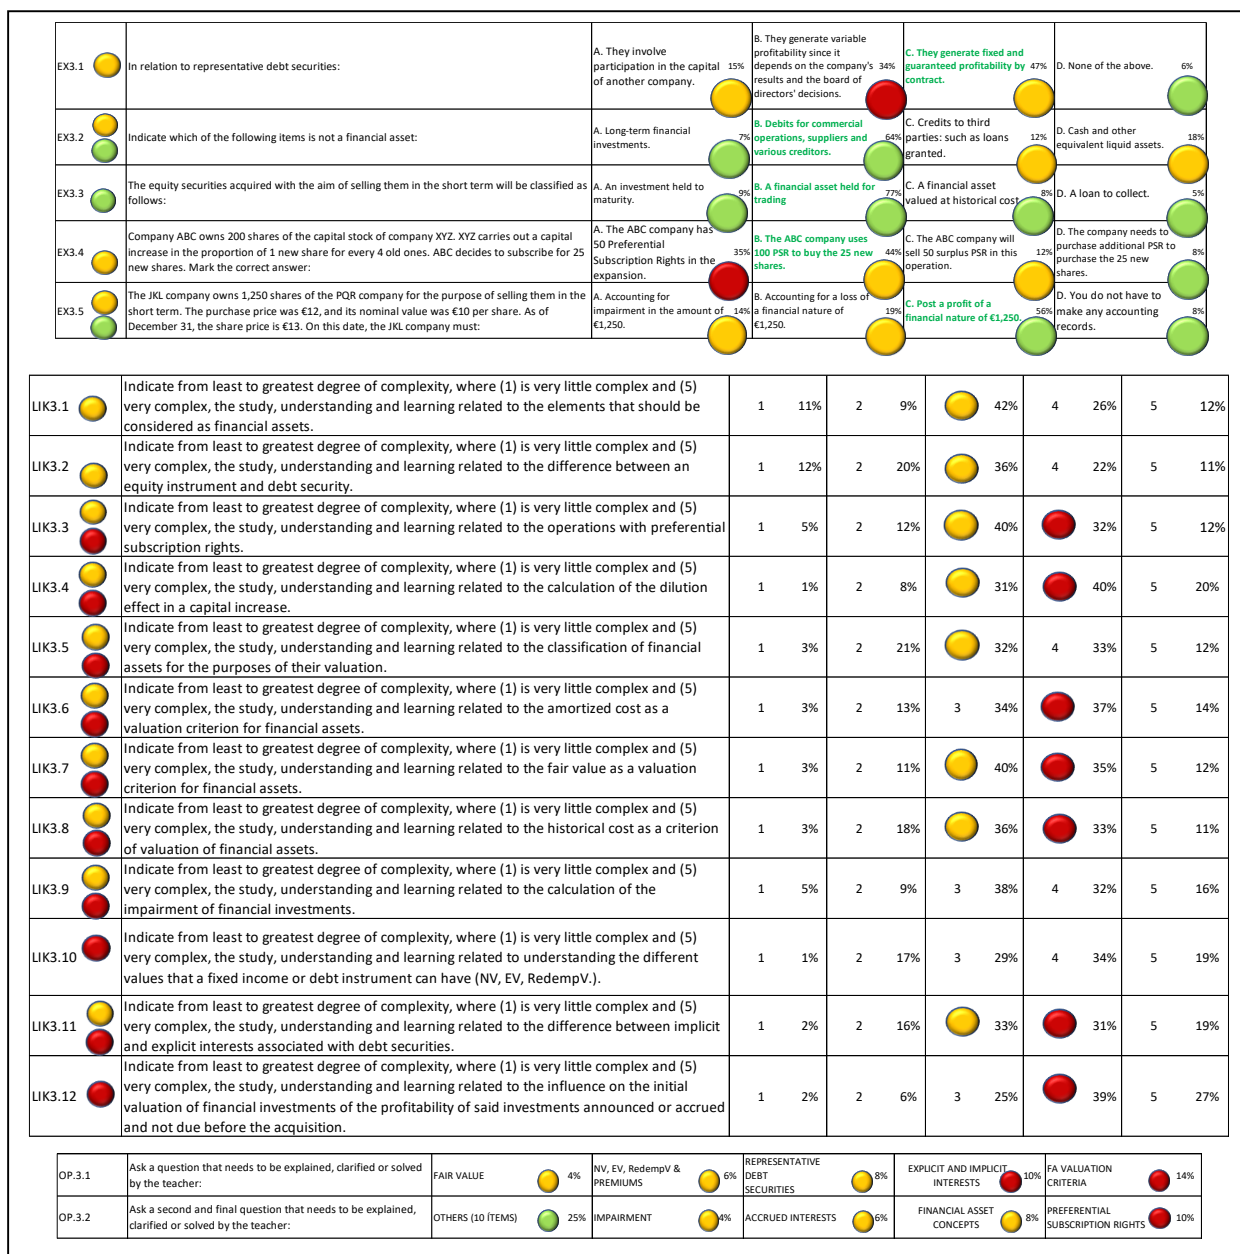 EX3.1 In relation to representative debt securities: A. They involve participation in the capital of another company. 15% B. They generate variable profitability since it depends on the company's results and the board of directors' decisions. 34% C. They generate fixed and guaranteed profitability by contract. 47% D. None of the above. 6%
EX3.2 Indicate which of the following items is not a financial asset: A. Long-term financial investments. 7% B. Debits for commercial operations, suppliers and various creditors. 64% C. Credits to third parties: such as loans granted. 12% D. Cash and other equivalent liquid assets. 18%
EX3.3 The equity securities acquired with the aim of selling them in the short term will be classified as follows: A. An investment held to maturity. 9% B. A financial asset held for trading 77% C. A financial asset valued at historical cost 8% D. A loan to collect. 5%
EX3.4 Company ABC owns 200 shares of the capital stock of company XYZ. XYZ carries out a capital increase in the proportion of 1 new share for every 4 old ones. ABC decides to subscribe for 25 new shares. Mark the correct answer: A. The ABC company has 50 Preferential Subscription Rights in the expansion. 35% B. The ABC company uses 100 PSR to buy the 25 new shares. 44% C. The ABC company will sell 50 surplus PSR in this operation. 12% D. The company needs to purchase additional PSR to purchase the 25 new shares. 8%
EX3.5 The JKL company owns 1,250 shares of the PQR company for the purpose of selling them in the short term. The purchase price was €12, and its nominal value was €10 per share. As of December 31, the share price is €13. On this date, the JKL company must: A. Accounting for impairment in the amount of €1,250. 14% B. Accounting for a loss of a financial nature of €1,250. 19% C. Post a profit of a financial nature of €1,250. 56% D. You do not have to make any accounting records. 8%
LIK3.1 Indicate from least to greatest degree of complexity, where (1) is very little complex and (5) very complex, the study, understanding and learning related to the elements that should be considered as financial assets. 1 11% 2 9% 42% 4 26% 5 12%
LIK3.2 Indicate from least to greatest degree of complexity, where (1) is very little complex and (5) very complex, the study, understanding and learning related to the difference between an equity instrument and debt security. 1 12% 2 20% 36% 4 22% 5 11%
LIK3.3 Indicate from least to greatest degree of complexity, where (1) is very little complex and (5) very complex, the study, understanding and learning related to the operations with preferential subscription rights. 1 5% 2 12% 40% 32% 5 12%
LIK3.4 Indicate from least to greatest degree of complexity, where (1) is very little complex and (5) very complex, the study, understanding and learning related to the calculation of the dilution effect in a capital increase. 1 1% 2 8% 31% 40% 5 20%
LIK3.5 Indicate from least to greatest degree of complexity, where (1) is very little complex and (5) very complex, the study, understanding and learning related to the classification of financial assets for the purposes of their valuation. 1 3% 2 21% 32% 4 33% 5 12%
LIK3.6 Indicate from least to greatest degree of complexity, where (1) is very little complex and (5) very complex, the study, understanding and learning related to the amortized cost as a valuation criterion for financial assets. 1 3% 2 13% 3 34% 37% 5 14%
LIK3.7 Indicate from least to greatest degree of complexity, where (1) is very little complex and (5) very complex, the study, understanding and learning related to the fair value as a valuation criterion for financial assets. 1 3% 2 11% 40% 35% 5 12%
LIK3.8 Indicate from least to greatest degree of complexity, where (1) is very little complex and (5) very complex, the study, understanding and learning related to the historical cost as a criterion of valuation of financial assets. 1 3% 2 18% 36% 33% 5 11%
LIK3.9 Indicate from least to greatest degree of complexity, where (1) is very little complex and (5) very complex, the study, understanding and learning related to the calculation of the impairment of financial investments. 1 5% 2 9% 3 38% 4 32% 5 16%
LIK3.10 Indicate from least to greatest degree of complexity, where (1) is very little complex and (5) very complex, the study, understanding and learning related to understanding the different values that a fixed income or debt instrument can have (NV, EV, RedempV.). 1 1% 2 17% 3 29% 4 34% 5 19%
LIK3.11 Indicate from least to greatest degree of complexity, where (1) is very little complex and (5) very complex, the study, understanding and learning related to the difference between implicit and explicit interests associated with debt securities. 1 2% 2 16% 33% 31% 5 19%
LIK3.12 Indicate from least to greatest degree of complexity, where (1) is very little complex and (5) very complex, the study, understanding and learning related to the influence on the initial valuation of financial investments of the profitability of said investments announced or accrued and not due before the acquisition. 1 2% 2 6% 3 25% 39% 5 27%
OP.3.1 Ask a question that needs to be explained, clarified or solved by the teacher: FAIR VALUE 4% NV, EV, RedempV & PREMIUMS 6% REPRESENTATIVE DEBT SECURITIES 8% EXPLICIT AND IMPLICIT INTERESTS 10% FA VALUATION CRITERIA 14%
OP.3.2 Ask a second and final question that needs to be explained, clarified or solved by the teacher: OTHERS (10 ÍTEMS) 25% IMPAIRMENT 4% ACCRUED INTERESTS 6% FINANCIAL ASSET CONCEPTS 8% PREFERENTIAL SUBSCRIPTION RIGHTS 10%